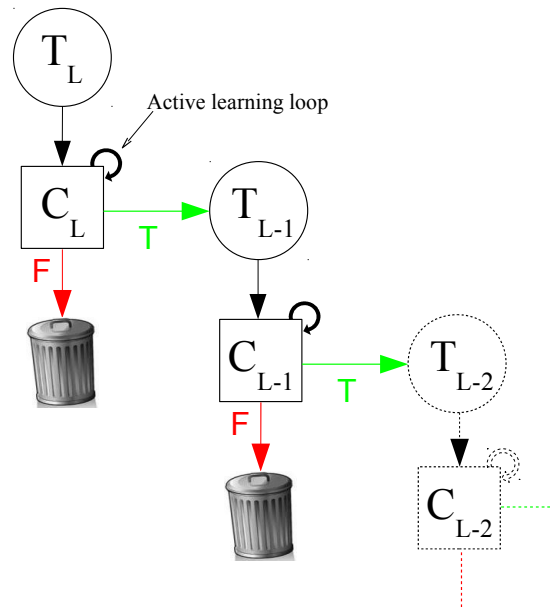 T_L
Active learning loop
C_L
T
T_L-1
F
C_L-1
T
T_L-2
F
C_L-2